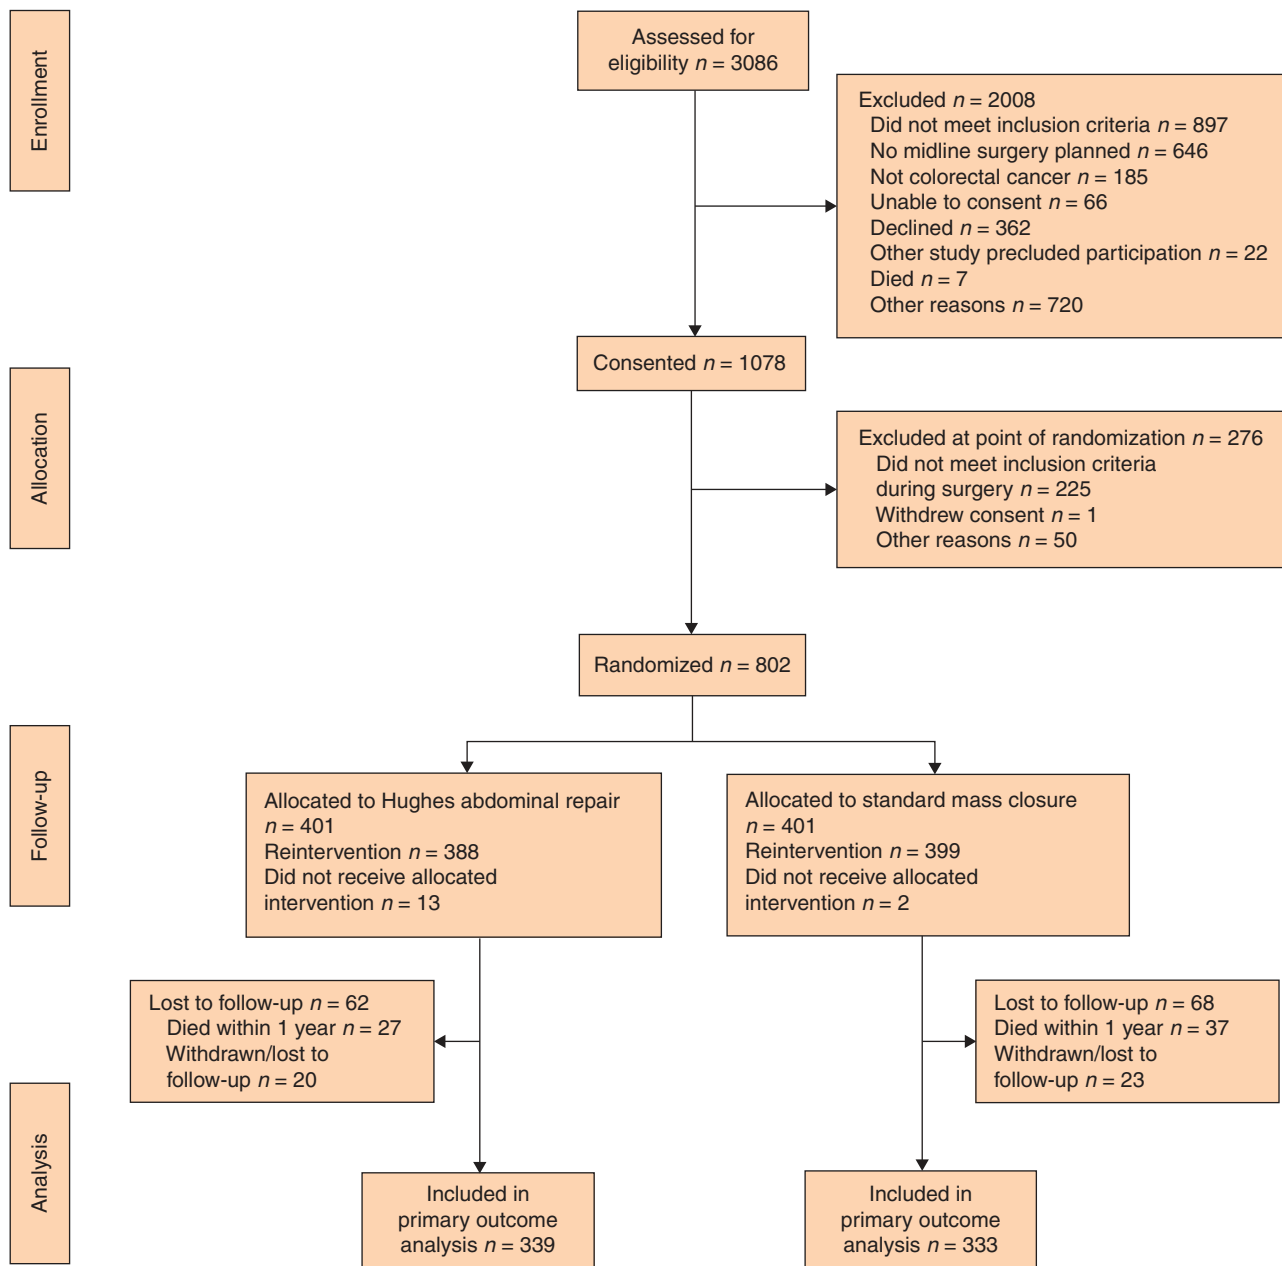 Enrollment
Assessed for
eligibility n = 3086
Excluded n = 2008
Did not meet inclusion criteria n = 897
No midline surgery planned n = 646
Not colorectal cancer n = 185
Unable to consent n = 66
Declined n = 362
Other study precluded participation n = 22
Died n = 7
Other reasons n = 720
Consented n = 1078
Allocation
Excluded at point of randomization n = 276
Did not meet inclusion criteria
during surgery n = 225
Withdrew consent n = 1
Other reasons n = 50
Randomized n = 802
Follow-up
Allocated to Hughes abdominal repair
n = 401
Reintervention n = 388
Did not receive allocated
intervention n = 13
Allocated to standard mass closure
n = 401
Reintervention n = 399
Did not receive allocated
intervention n = 2
Lost to follow-up n = 62
Died within 1 year n = 27
Withdrawn/lost to
follow-up n = 20
Lost to follow-up n = 68
Died within 1 year n = 37
Withdrawn/lost to
follow-up n = 23
Analysis
Included in
primary outcome
analysis n = 339
Included in
primary outcome
analysis n = 333